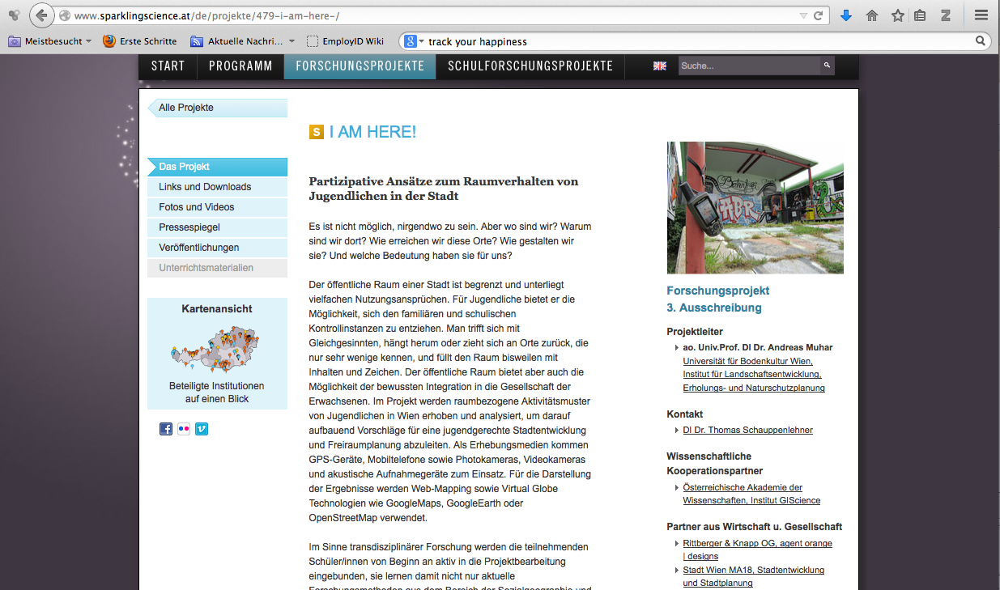 www.sparklingscience.at/de/projekte/479-i-am-here-/
Meistbesucht
Erste Schritte
Aktuelle Nachri...
EmployID Wiki
track your happiness
START
PROGRAMM
FORSCHUNGSPROJEKTE
SCHULFORSCHUNGSPROJEKTE
Suche...
Alle Projekte
Das Projekt
Links und Downloads
Fotos und Videos
Pressespiegel
Veröffentlichungen
Unterrichtsmaterialien
Kartenansicht
Beteiligte Institutionen
auf einen Blick
S I AM HERE!
Partizipative Ansätze zum Raumverhalten von
Jugendlichen in der Stadt
Es ist nicht möglich, nirgendwo zu sein. Aber wo sind wir? Warum
sind wir dort? Wie erreichen wir diese Orte? Wie gestalten wir
sie? Und welche Bedeutung haben sie für uns?
Der öffentliche Raum einer Stadt ist begrenzt und unterliegt
vielfachen Nutzungsansprüchen. Für Jugendliche bietet er die
Möglichkeit, sich den familiären und schulischen
Kontrollinstanzen zu entziehen. Man trifft sich mit
Gleichgesinnten, hängt herum oder zieht sich an Orte zurück, die
nur sehr wenige kennen, und füllt den Raum bisweilen mit
Inhalten und Zeichen. Der öffentliche Raum bietet aber auch die
Möglichkeit der bewussten Integration in die Gesellschaft der
Erwachsenen. Im Projekt werden raumbezogene Aktivitätsmuster
von Jugendlichen in Wien erhoben und analysiert, um darauf
aufbauend Vorschläge für eine jugendgerechte Stadtentwicklung
und Freiraumplanung abzuleiten. Als Erhebungsmedien kommen
GPS-Geräte, Mobiltelefone sowie Photokameras, Videokameras
und akustische Aufnahmegeräte zum Einsatz. Für die Darstellung
der Ergebnisse werden Web-Mapping sowie Virtual Globe
Technologien wie GoogleMaps, GoogleEarth oder
OpenStreetMap verwendet.
Im Sinne transdisziplinärer Forschung werden die teilnehmenden
Schüler/innen von Beginn an aktiv in die Projektbearbeitung
eingebunden, sie lernen damit nicht nur aktuelle
Forschungsmethoden aus dem Bereich der Sozialgeographie und
ABR
Forschungsprojekt
3. Ausschreibung
Projektleiter
ao. Univ.Prof. DI Dr. Andreas Muhar
Universität für Bodenkultur Wien,
Institut für Landschaftsentwicklung,
Erholungs- und Naturschutzplanung
Kontakt
DI Dr. Thomas Schauppenlehner
Wissenschaftliche
Kooperationspartner
Österreichische Akademie der
Wissenschaften, Institut GIScience
Partner aus Wirtschaft u. Gesellschaft
Rittberger & Knapp OG, agent orange
| designs
Stadt Wien MA18, Stadtentwicklung
und Stadtplanung